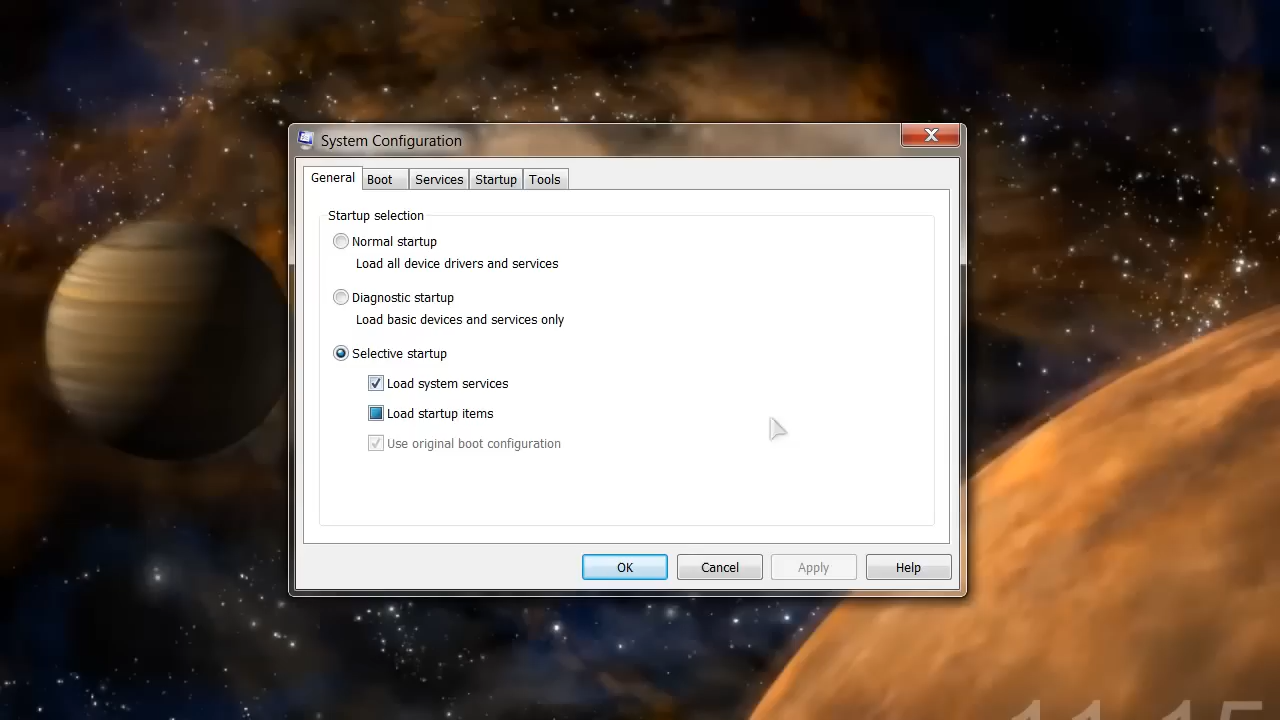 System Configuration
General Boot Services Startup Tools
Startup selection
Normal startup
Load all device drivers and services
Diagnostic startup
Load basic devices and services only
Selective startup
Load system services
Load startup items
Use original boot configuration
OK Cancel Apply Help
11:15